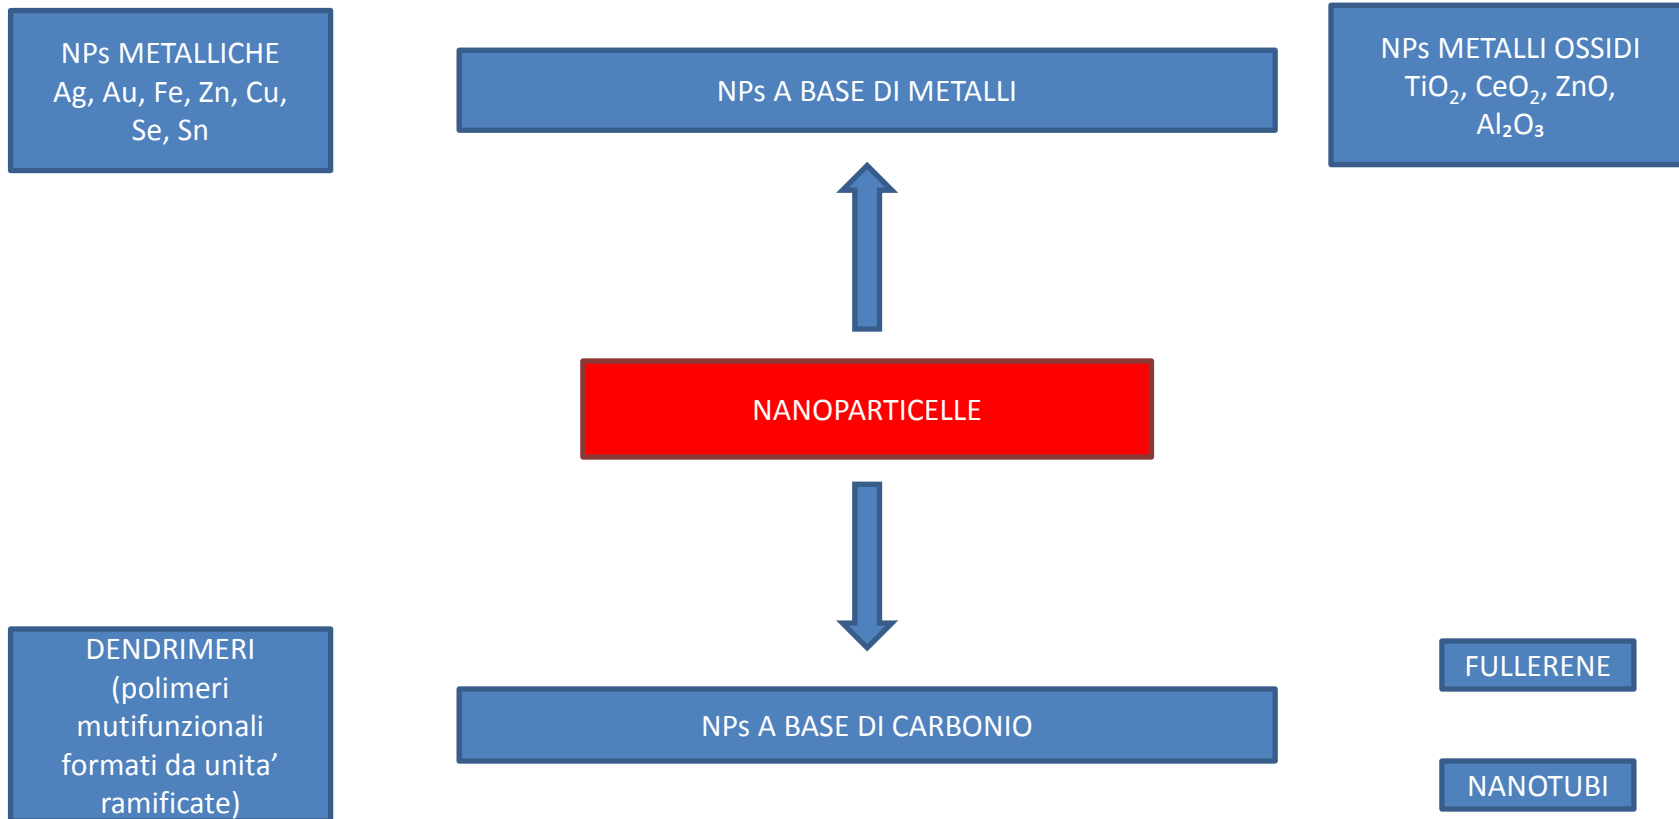 NPs METALLICHE
Ag, Au, Fe, Zn, Cu,
Se, Sn
NPs A BASE DI METALLI
NPs METALLI OSSIDI
TiO₂, CeO₂, ZnO,
Al₂O₃
NANOPARTICELLE
DENDRIMERI
(polimeri
mutifunzionali
formati da unita’
ramificate)
NPs A BASE DI CARBONIO
FULLERENE
NANOTUBI